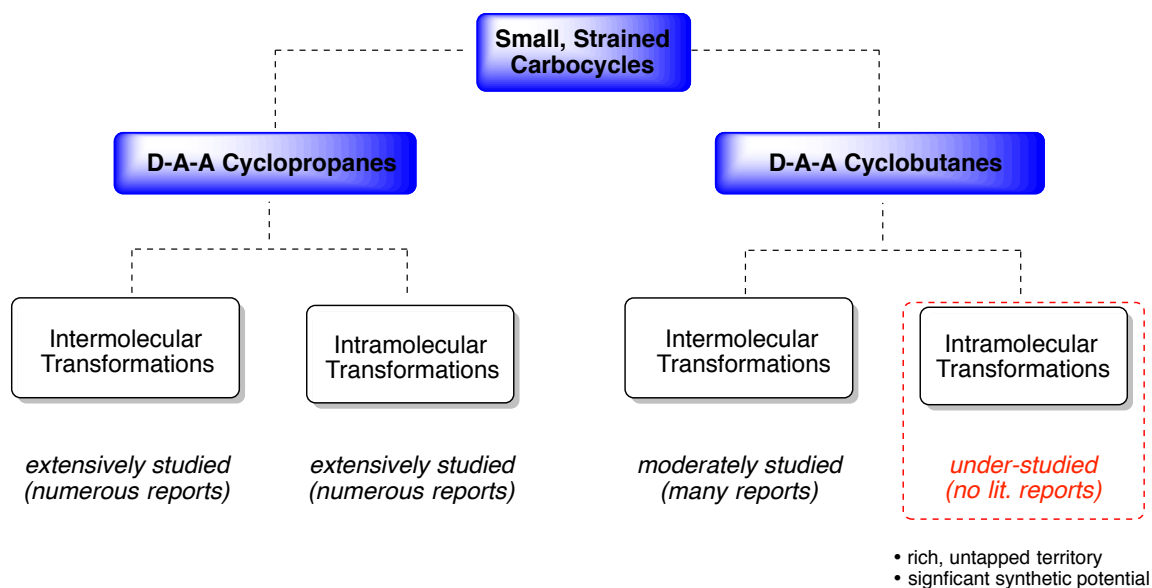 Small, Strained
Carbocycles
D-A-A Cyclopropanes
D-A-A Cyclobutanes
Intermolecular
Transformations
Intramolecular
Transformations
Intermolecular
Transformations
Intramolecular
Transformations
extensively studied
(numerous reports)
extensively studied
(numerous reports)
moderately studied
(many reports)
under-studied
(no lit. reports)
• rich, untapped territory
• signficant synthetic potential